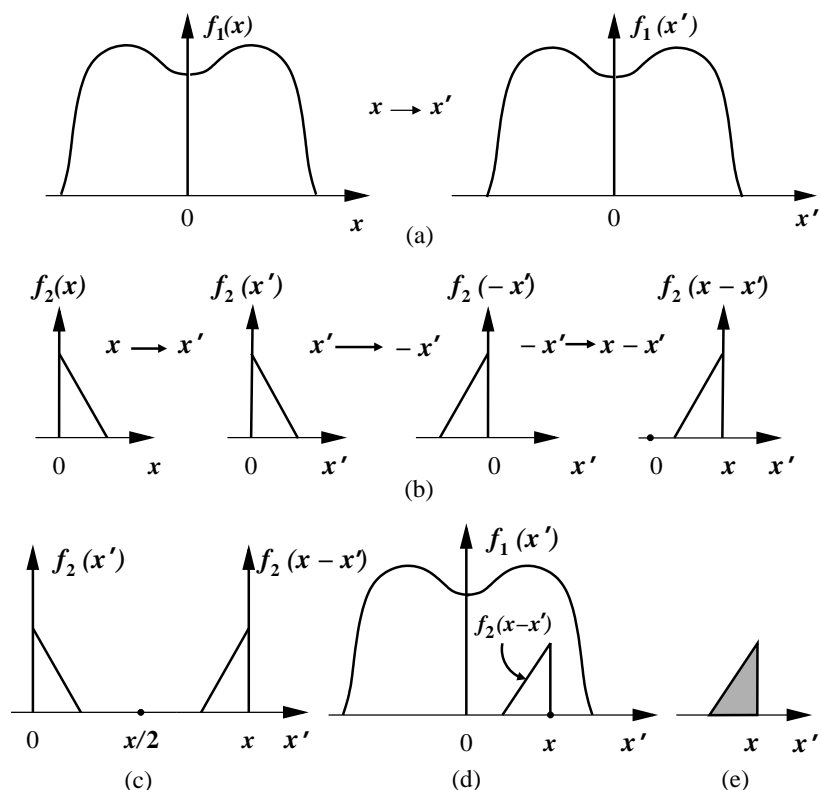 f₁(x) f₁(x′)
x → x′
0 x 0 x′
(a)
f₂(x) f₂(x′) f₂(−x′) f₂(x − x′)
x → x′ x′ → − x′ − x′ → x − x′
0 x 0 x′ 0 x′ 0 x x′
(b)
f₂(x′) f₂(x − x′) f₁(x′)
f₂(x−x′)
0 x/2 x x′ 0 x x′ x x′
(c) (d) (e)